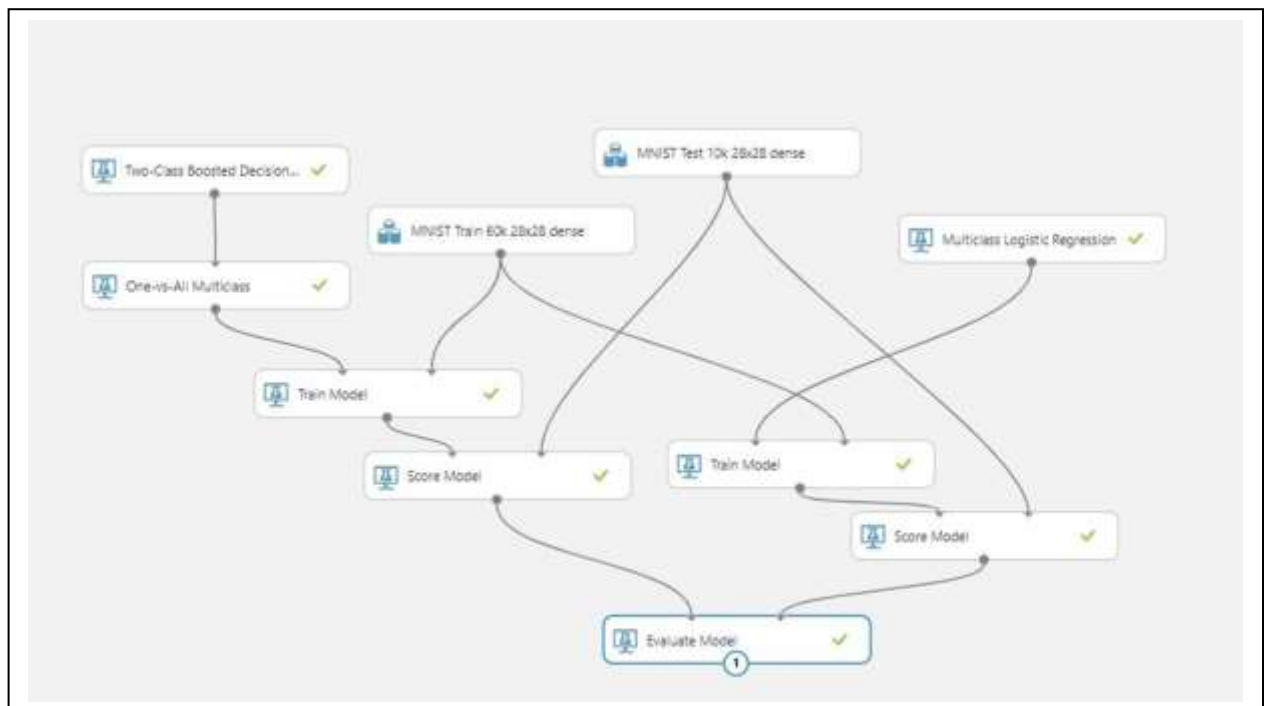 MNIST Test 10k 28x28 dense
Two-Class Boosted Decision...
MNIST Train 60k 28x28 dense
Multiclass Logistic Regression
One-vs-All Multiclass
Train Model
Train Model
Score Model
Score Model
Evaluate Model
1